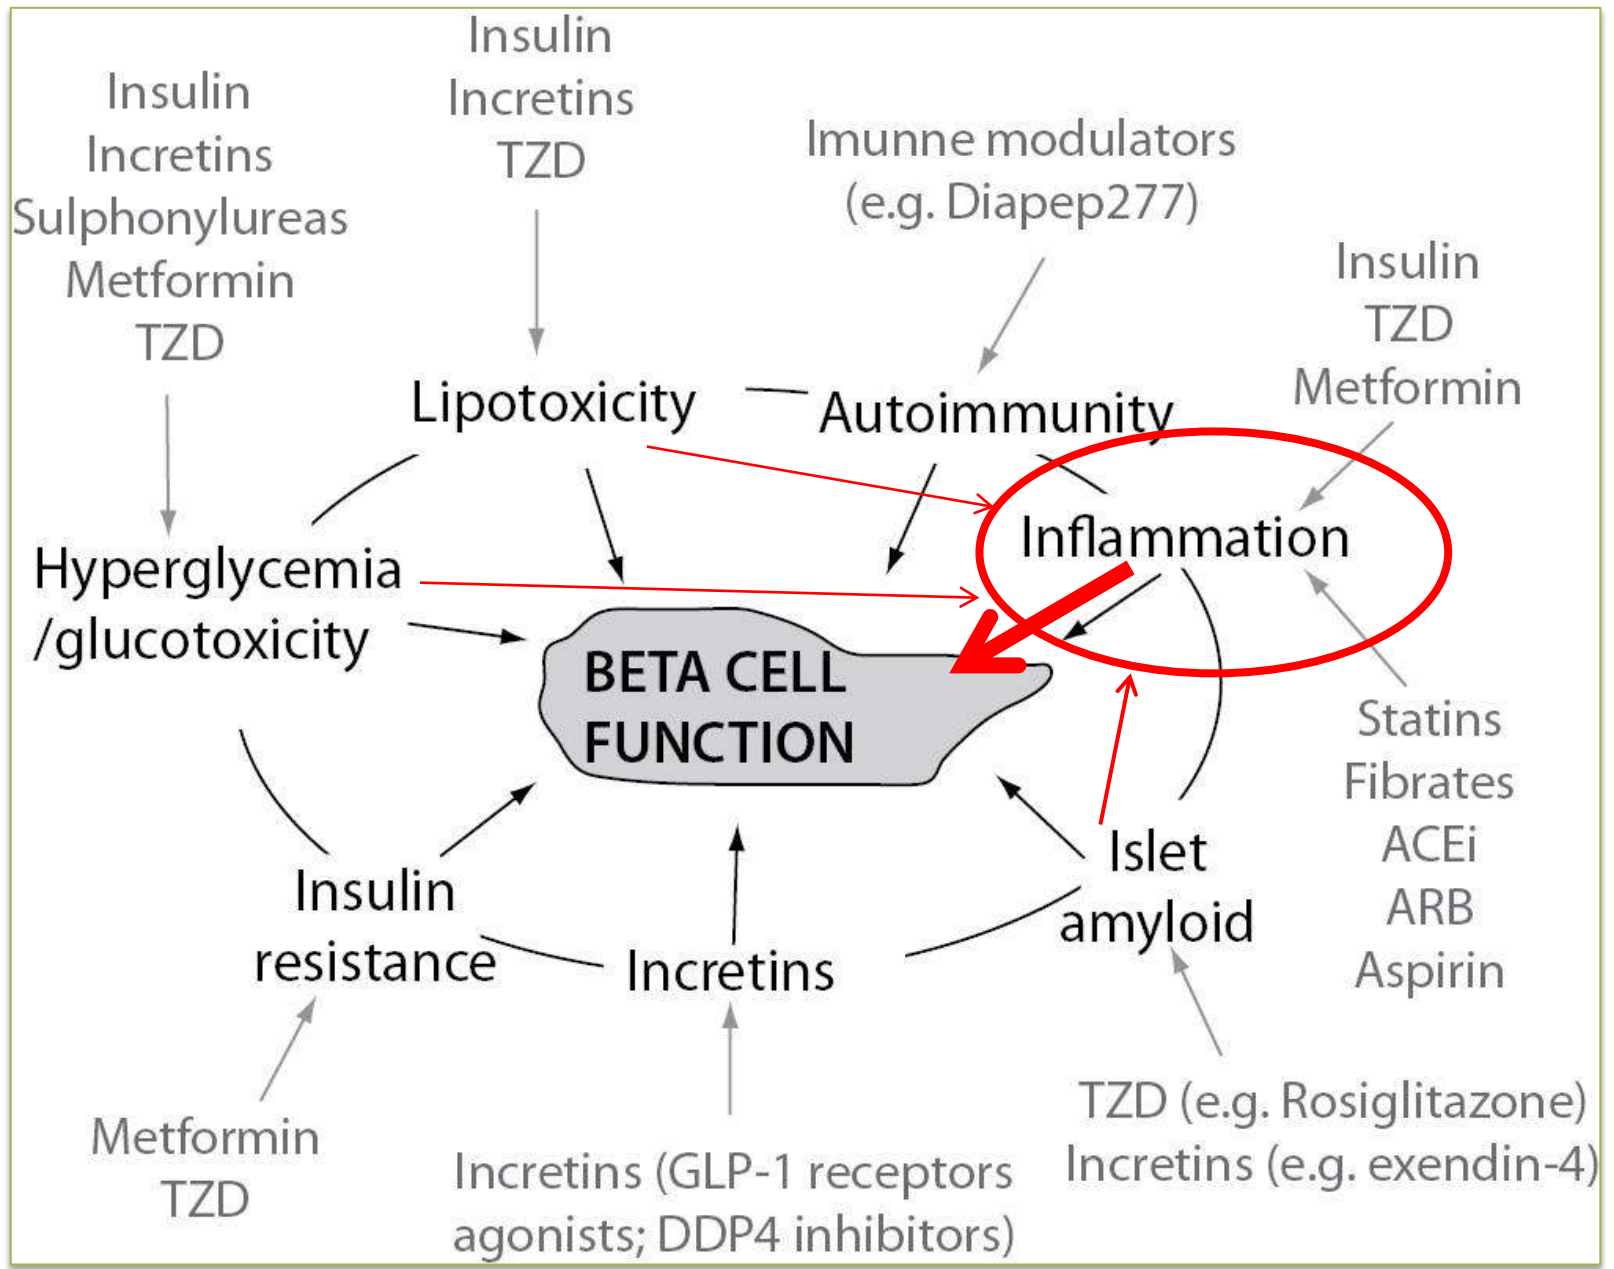 Insulin
Incretins
TZD
Insulin
Incretins
Sulphonylureas
Metformin
TZD
Imunne modulators
(e.g. Diapep277)
Insulin
TZD
Metformin
Lipotoxicity
Autoimmunity
Inflammation
Hyperglycemia
/glucotoxicity
BETA CELL
FUNCTION
Statins
Fibrates
ACEi
ARB
Aspirin
Islet
amyloid
Insulin
resistance
Incretins
Metformin
TZD
Incretins (GLP-1 receptors
agonists; DDP4 inhibitors)
TZD (e.g. Rosiglitazone)
Incretins (e.g. exendin-4)